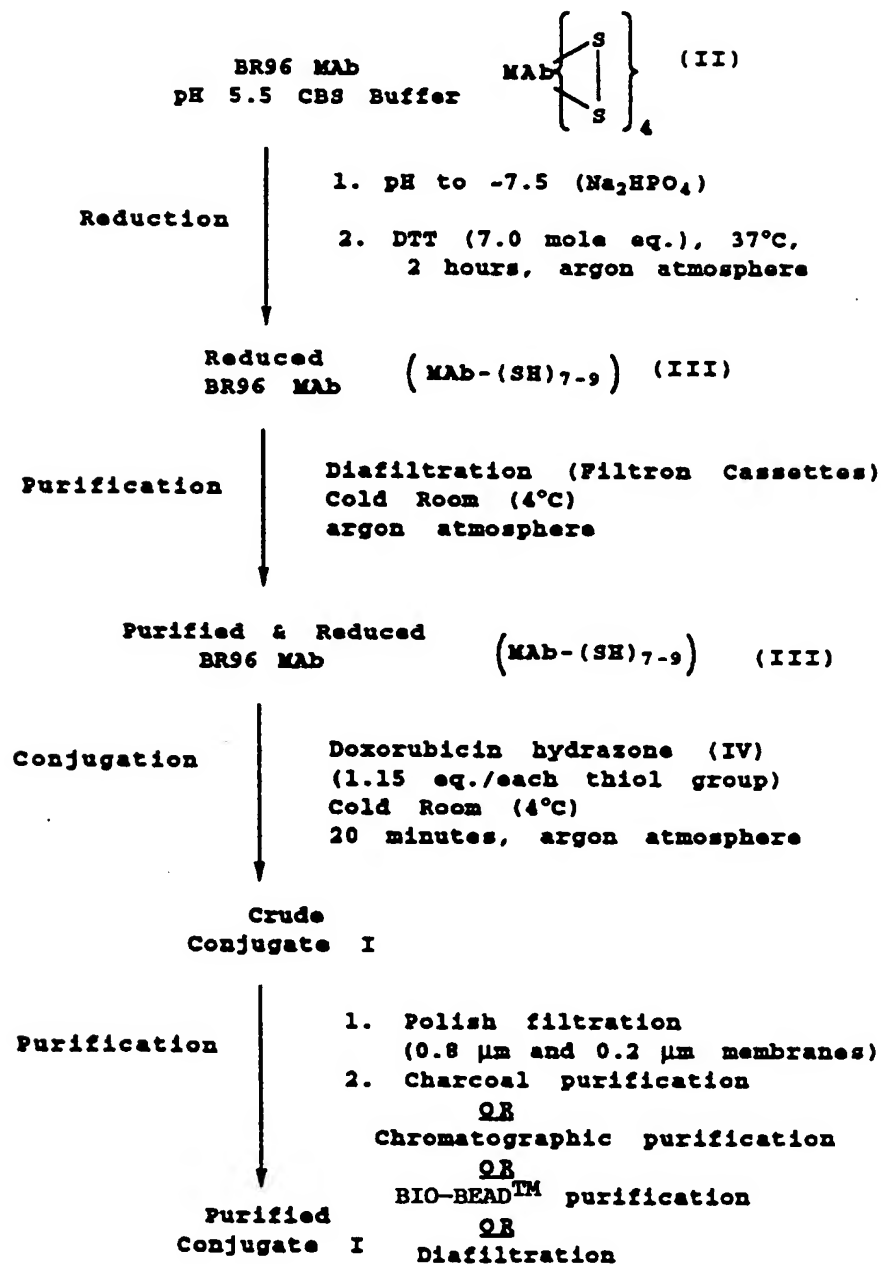 BR96 MAb
pH 5.5 CBS Buffer
MAb { S S }4 (II)
Reduction
1. pH to ~7.5 (Na₂HPO₄)
2. DTT (7.0 mole eq.), 37°C,
2 hours, argon atmosphere
Reduced
BR96 MAb
(MAb-(SH)₇₋₉) (III)
Purification
Diafiltration (Filtron Cassettes)
Cold Room (4°C)
argon atmosphere
Purified & Reduced
BR96 MAb
(MAb-(SH)₇₋₉) (III)
Conjugation
Doxorubicin hydrazone (IV)
(1.15 eq./each thiol group)
Cold Room (4°C)
20 minutes, argon atmosphere
Crude
Conjugate I
Purification
1. Polish filtration
(0.8 µm and 0.2 µm membranes)
2. Charcoal purification
OR
Chromatographic purification
OR
BIO-BEAD™ purification
OR
Diafiltration
Purified
Conjugate I